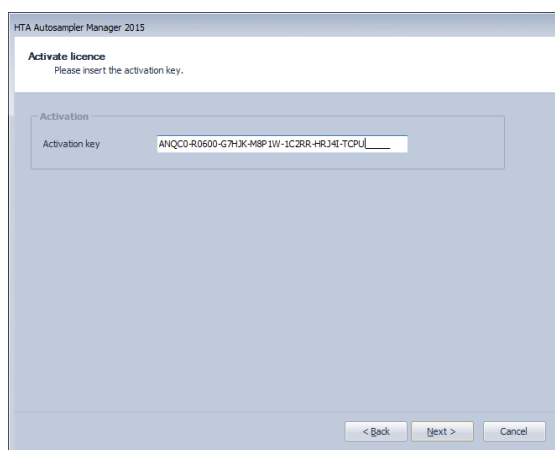 HTA Autosampler Manager 2015
Activate licence
Please insert the activation key.
Activation
Activation key ANQC0-R0600-G7HJK-M8P1W-1C2RR-HRJ4I-TCPU_____
< Back Next > Cancel